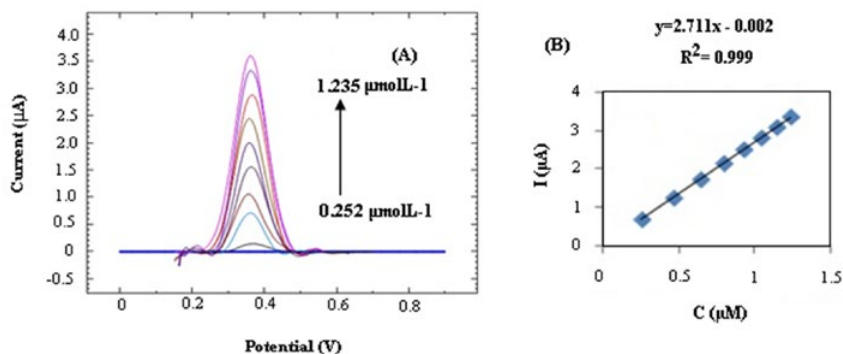 (A)
4.0
3.5
3.0
2.5
2.0
1.5
1.0
0.5
0
-0.5
Current (µA)
1.235 µmolL-1
0.252 µmolL-1
0 0.2 0.4 0.6 0.8
Potential (V)
(B)
y=2.711x - 0.002
R2= 0.999
4
3
2
1
0
I (µA)
0 0.5 1 1.5
C (µM)